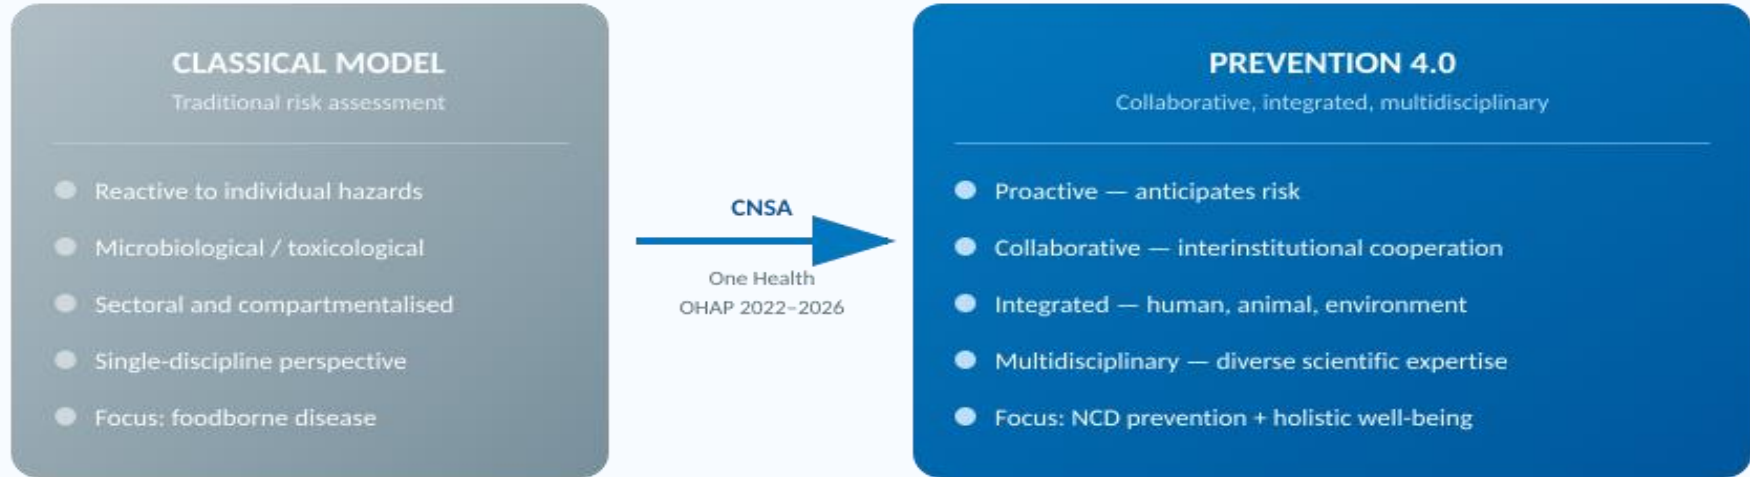 CLASSICAL MODEL
Traditional risk assessment
Reactive to individual hazards
Microbiological / toxicological
Sectoral and compartmentalised
Single-discipline perspective
Focus: foodborne disease
CNSA
One Health
OHAP 2022–2026
PREVENTION 4.0
Collaborative, integrated, multidisciplinary
Proactive — anticipates risk
Collaborative — interinstitutional cooperation
Integrated — human, animal, environment
Multidisciplinary — diverse scientific expertise
Focus: NCD prevention + holistic well-being